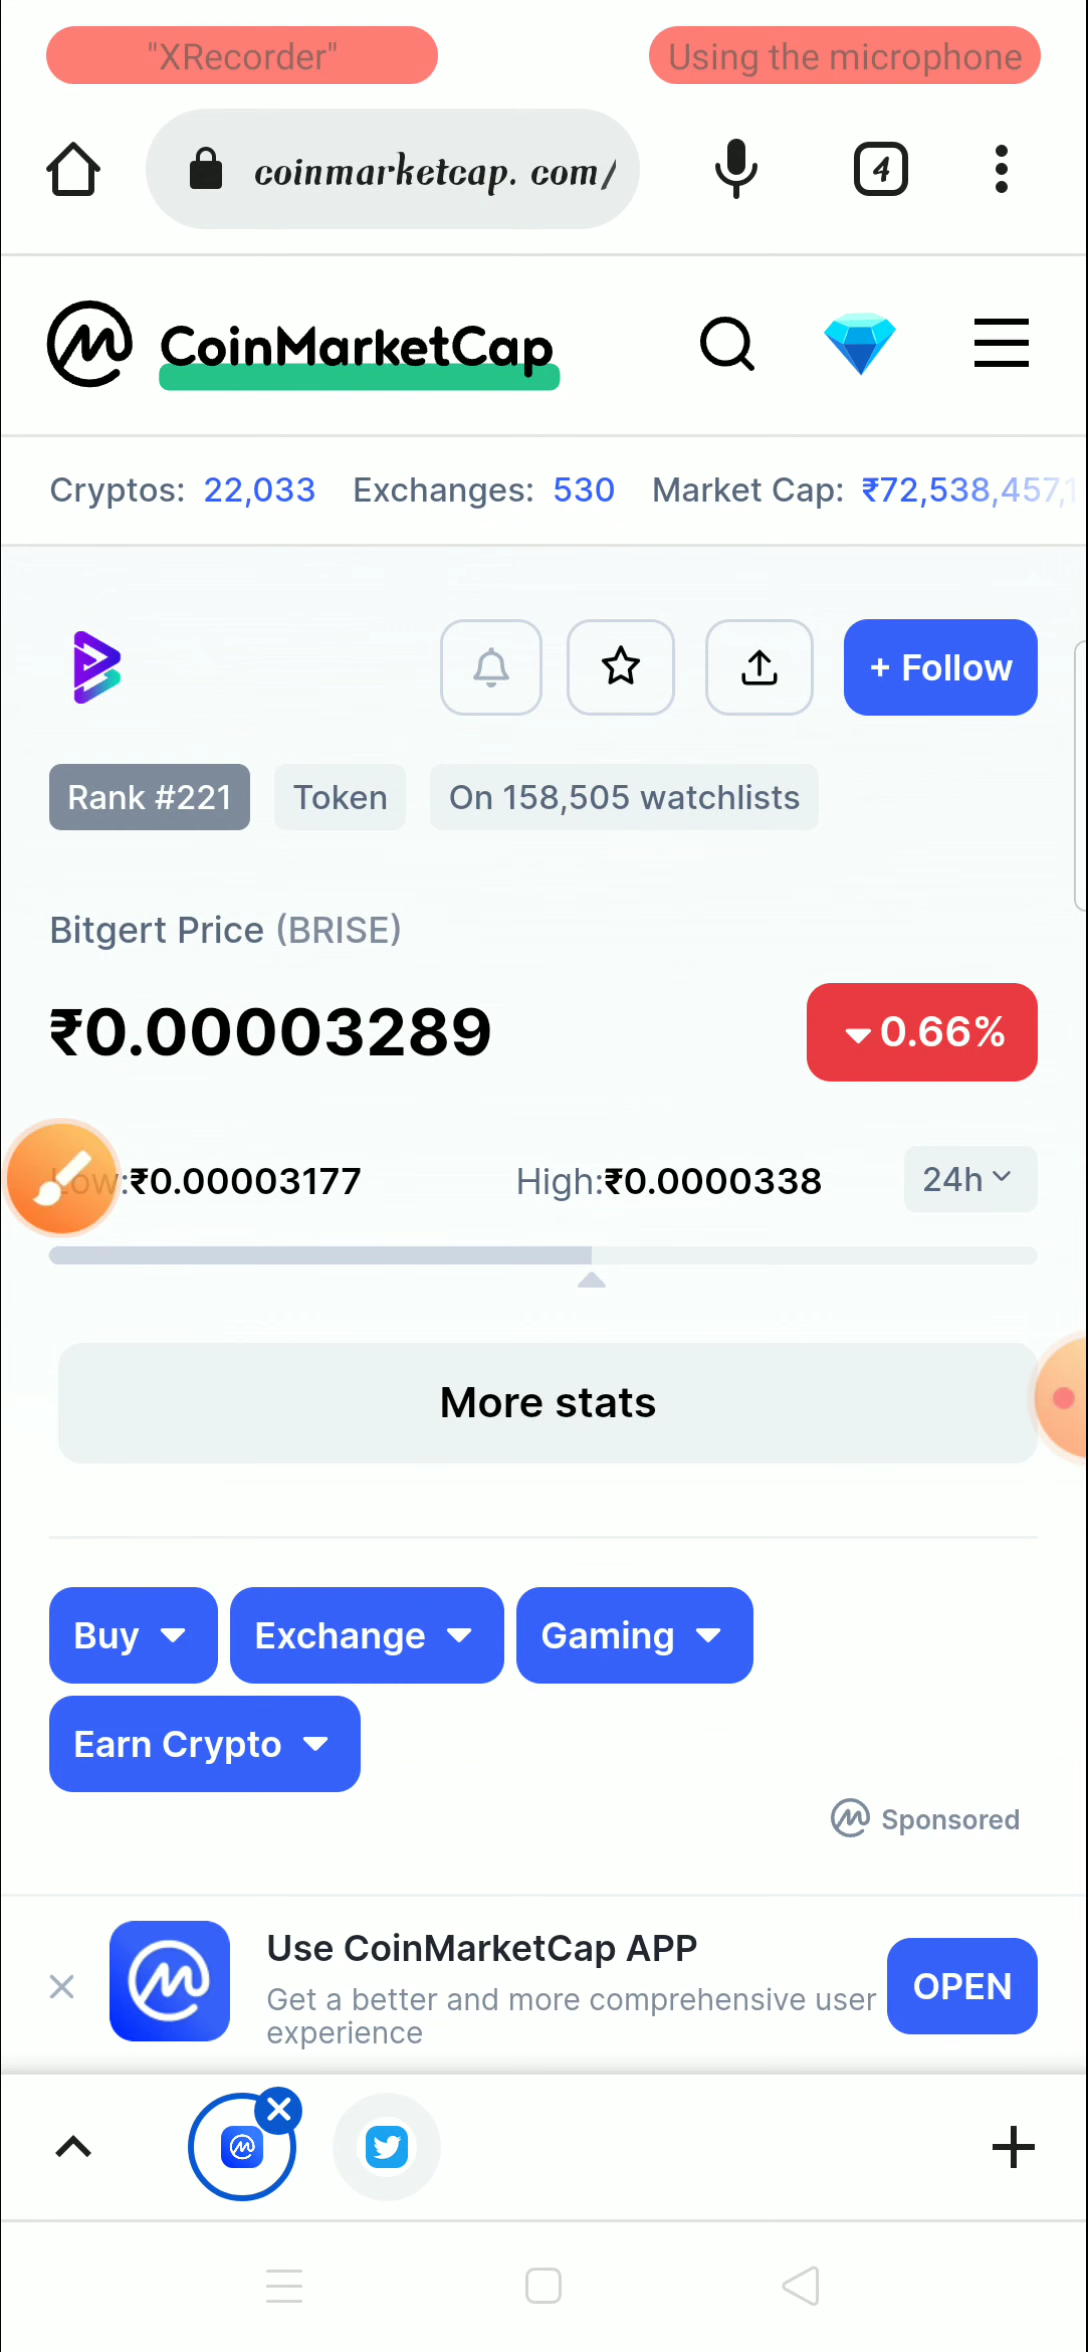 "XRecorder" Using the microphone
coinmarketcap. com/ 4
CoinMarketCap
Cryptos: 22,033 Exchanges: 530 Market Cap: ₹72,538,457,1
+ Follow
Rank #221 Token On 158,505 watchlists
Bitgert Price (BRISE)
₹0.00003289 0.66%
Low:₹0.00003177 High:₹0.0000338 24h
More stats
Buy Exchange Gaming
Earn Crypto
Sponsored
Use CoinMarketCap APP
Get a better and more comprehensive user
experience
OPEN